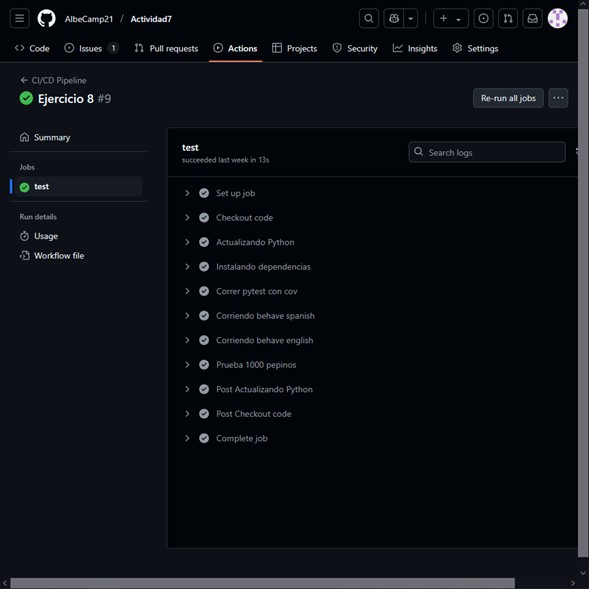 AlbeCamp21 / Actividad7
Code Issues 1 Pull requests Actions Projects Security Insights Settings
CI/CD Pipeline
Ejercicio 8 #9
Re-run all jobs
Summary
Jobs
test
Run details
Usage
Workflow file
test
succeeded last week in 13s
Search logs
Set up job
Checkout code
Actualizando Python
Instalando dependencias
Correr pytest con cov
Corriendo behave spanish
Corriendo behave english
Prueba 1000 pepinos
Post Actualizando Python
Post Checkout code
Complete job